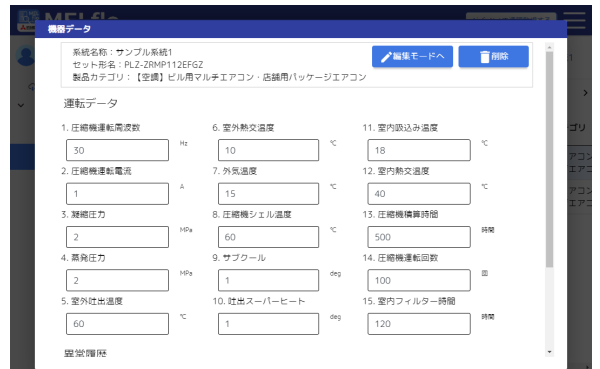 MELflo
機器データ
系統名称：サンプル系統1
セット形名：PLZ-ZRMP112EFGZ
製品カテゴリ：【空調】ビル用マルチエアコン・店舗用パッケージエアコン
編集モードへ
削除
運転データ
1. 圧縮機運転周波数
30
Hz
6. 室外熱交温度
10
℃
11. 室内吸込み温度
18
℃
2. 圧縮機運転電流
1
A
7. 外気温度
15
℃
12. 室内熱交温度
40
℃
3. 凝縮圧力
2
MPa
8. 圧縮機シェル温度
60
℃
13. 圧縮機積算時間
500
時間
4. 蒸発圧力
2
MPa
9. サブクール
1
deg
14. 圧縮機運転回数
100
回
5. 室外吐出温度
60
℃
10. 吐出スーパーヒート
1
deg
15. 室内フィルター時間
120
時間
異常履歴